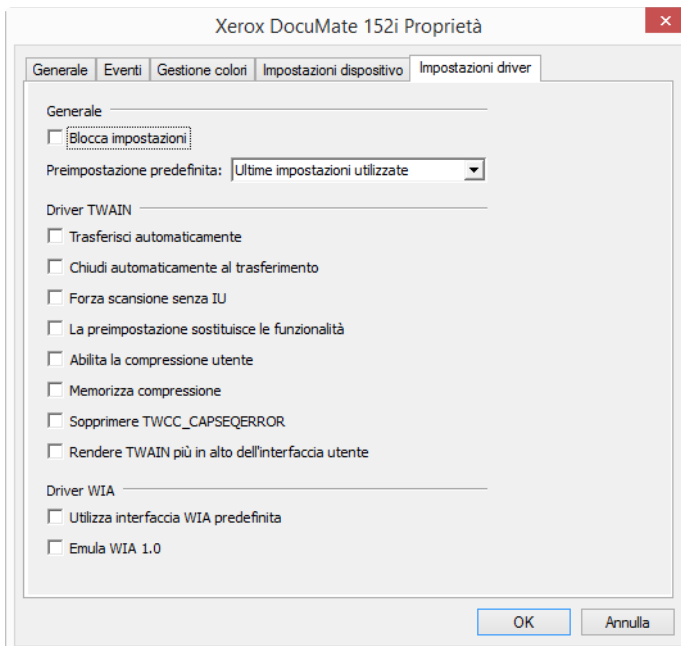 Xerox DocuMate 152i Proprietà
Generale Eventi Gestione colori Impostazioni dispositivo Impostazioni driver
Generale
Blocca impostazioni
Preimpostazione predefinita: Ultime impostazioni utilizzate
Driver TWAIN
Trasferisci automaticamente
Chiudi automaticamente al trasferimento
Forza scansione senza IU
La preimpostazione sostituisce le funzionalità
Abilita la compressione utente
Memorizza compressione
Sopprimere TWCC_CAPSEQERROR
Rendere TWAIN più in alto dell'interfaccia utente
Driver WIA
Utilizza interfaccia WIA predefinita
Emula WIA 1.0
OK Annulla